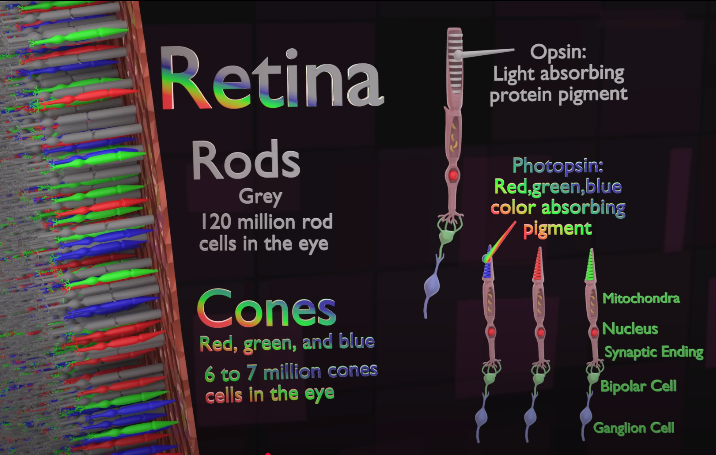 Retina
Rods
Grey
120 million rod
cells in the eye
Cones
Red, green, and blue
6 to 7 million cones
cells in the eye
Opsin:
Light absorbing
protein pigment
Photopsin:
Red,green,blue
color absorbing
pigment
Mitochondra
Nucleus
Synaptic Ending
Bipolar Cell
Ganglion Cell